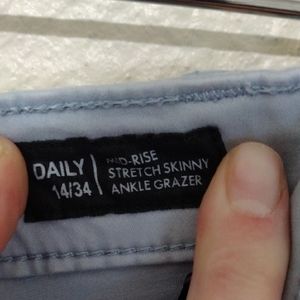 DAILY
14/34
MID-RISE
STRETCH SKINNY
ANKLE GRAZER